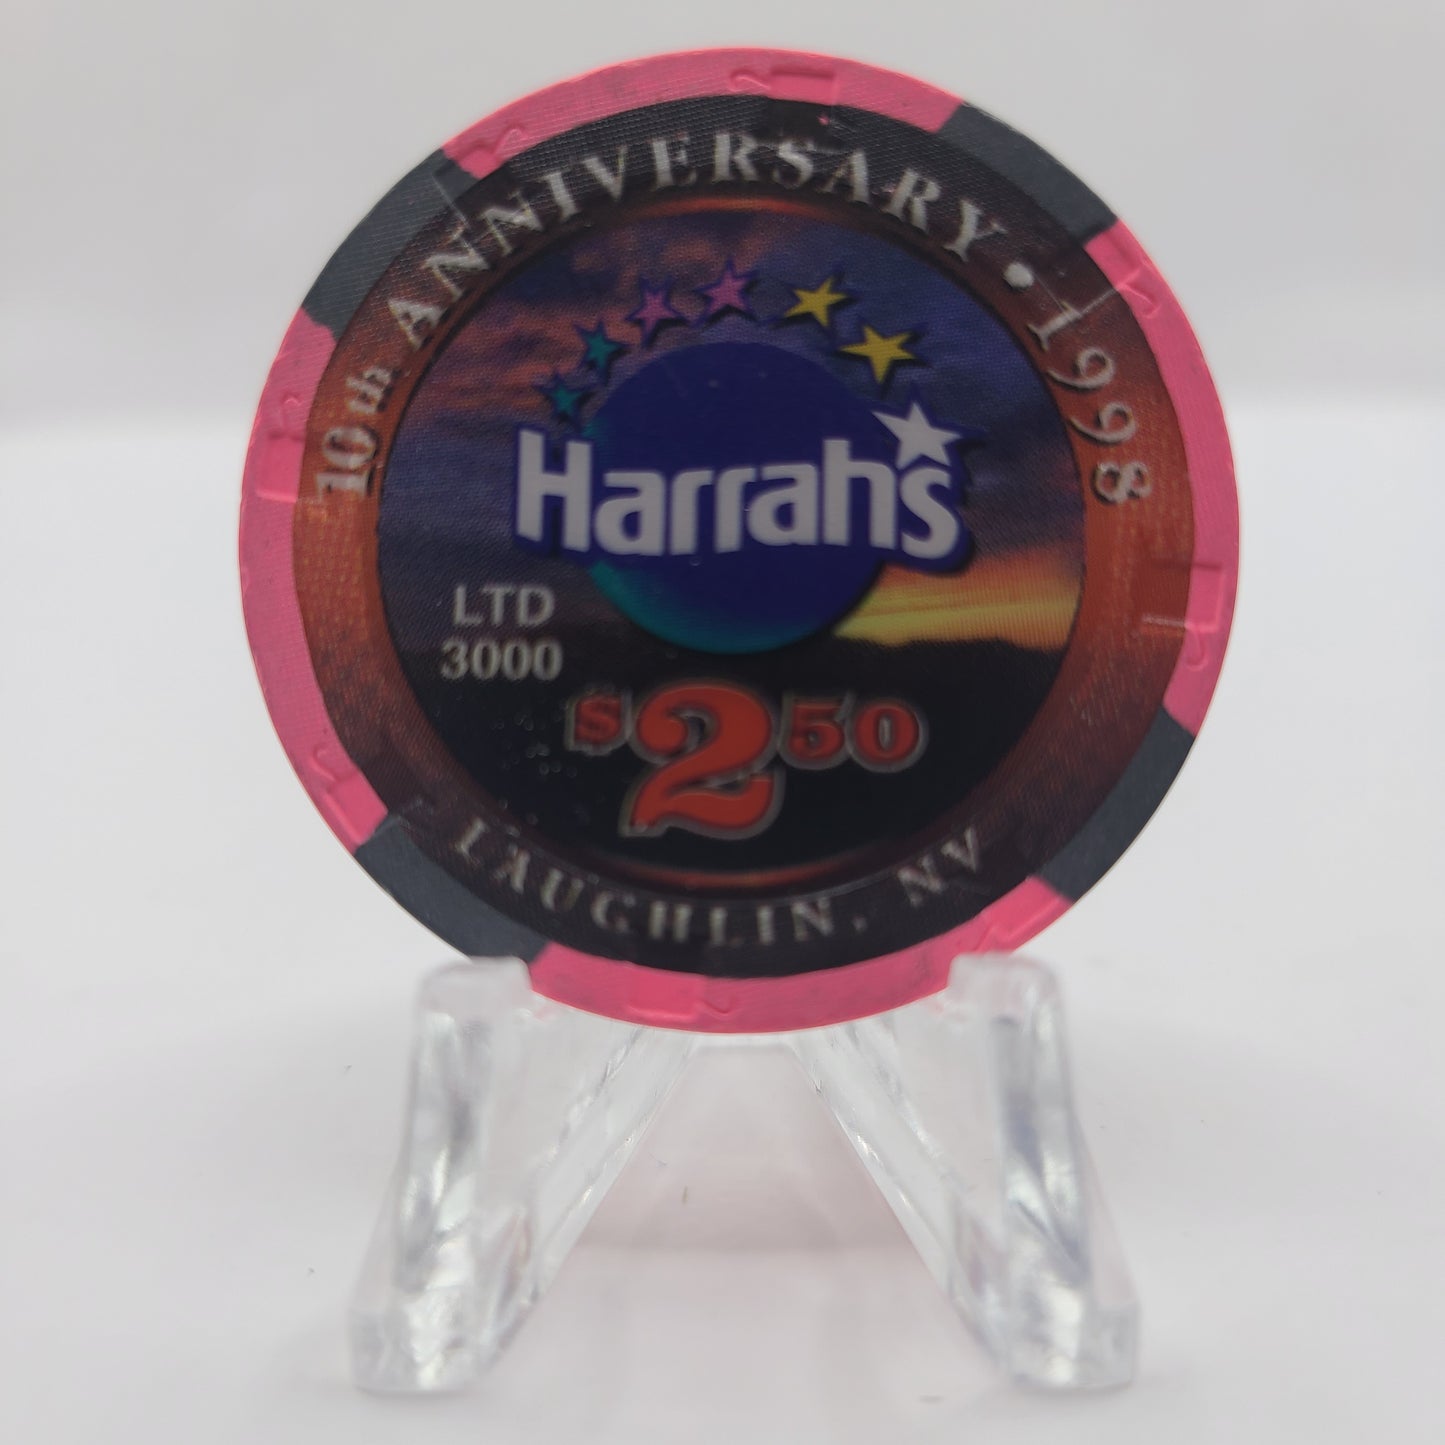 10th ANNIVERSARY • 1998
Harrah's
LTD
3000
$2.50
LAUGHLIN, NV